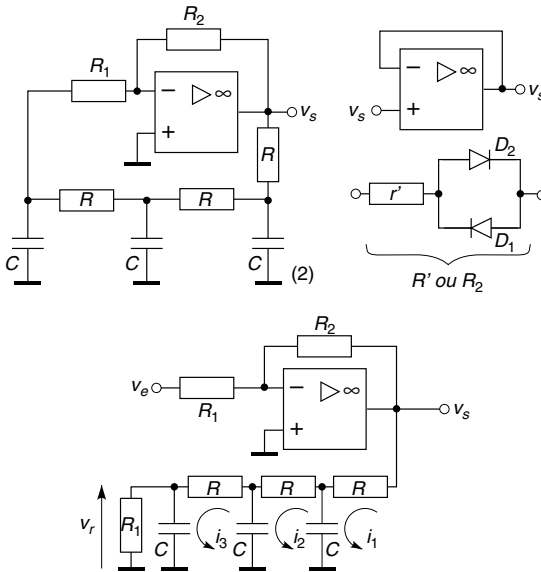 R2
R1
− ▷ ∞
+
vs
vs
− ▷ ∞
+
vs
R
R
R
C
C
C
(2)
D2
r'
D1
R' ou R2
R2
ve
R1
− ▷ ∞
+
vs
vr
R1
R
R
R
C
i3
C
i2
C
i1